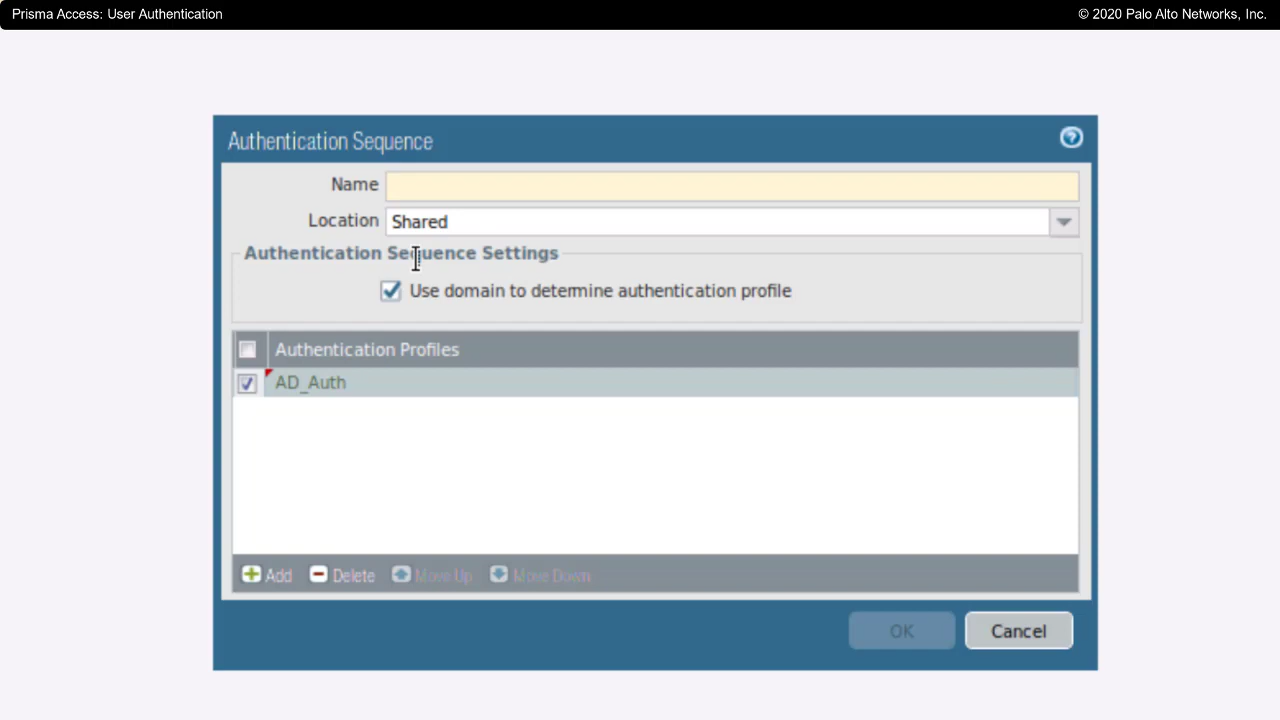 Prisma Access: User Authentication
© 2020 Palo Alto Networks, Inc.
Authentication Sequence
Name
Location Shared
Authentication Sequence Settings
Use domain to determine authentication profile
Authentication Profiles
AD_Auth
Add Delete Move Up Move Down
OK Cancel